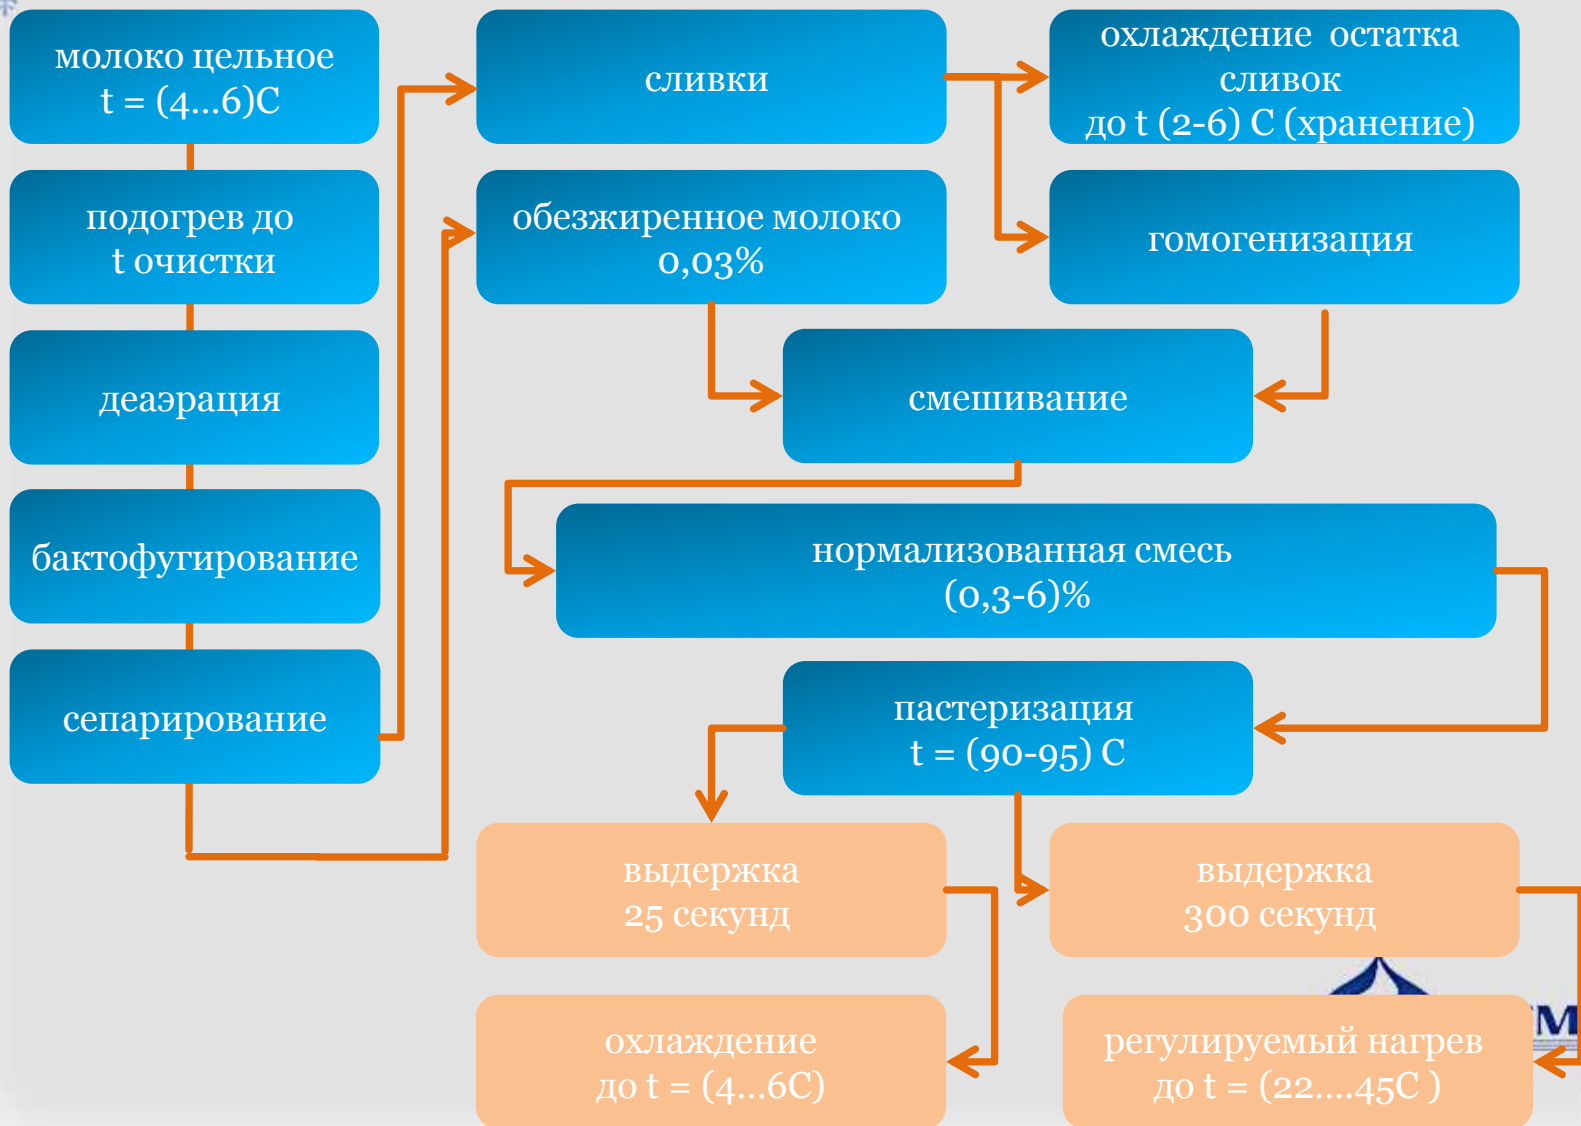 молоко цельное
t = (4...6)С
подогрев до
t очистки
деаэрация
бактофугирование
сепарирование
сливки
обезжиренное молоко
0,03%
охлаждение остатка
сливок
до t (2-6) С (хранение)
гомогенизация
смешивание
нормализованная смесь
(0,3-6)%
пастеризация
t = (90-95) С
выдержка
25 секунд
выдержка
300 секунд
охлаждение
до t = (4...6С)
регулируемый нагрев
до t = (22....45С )